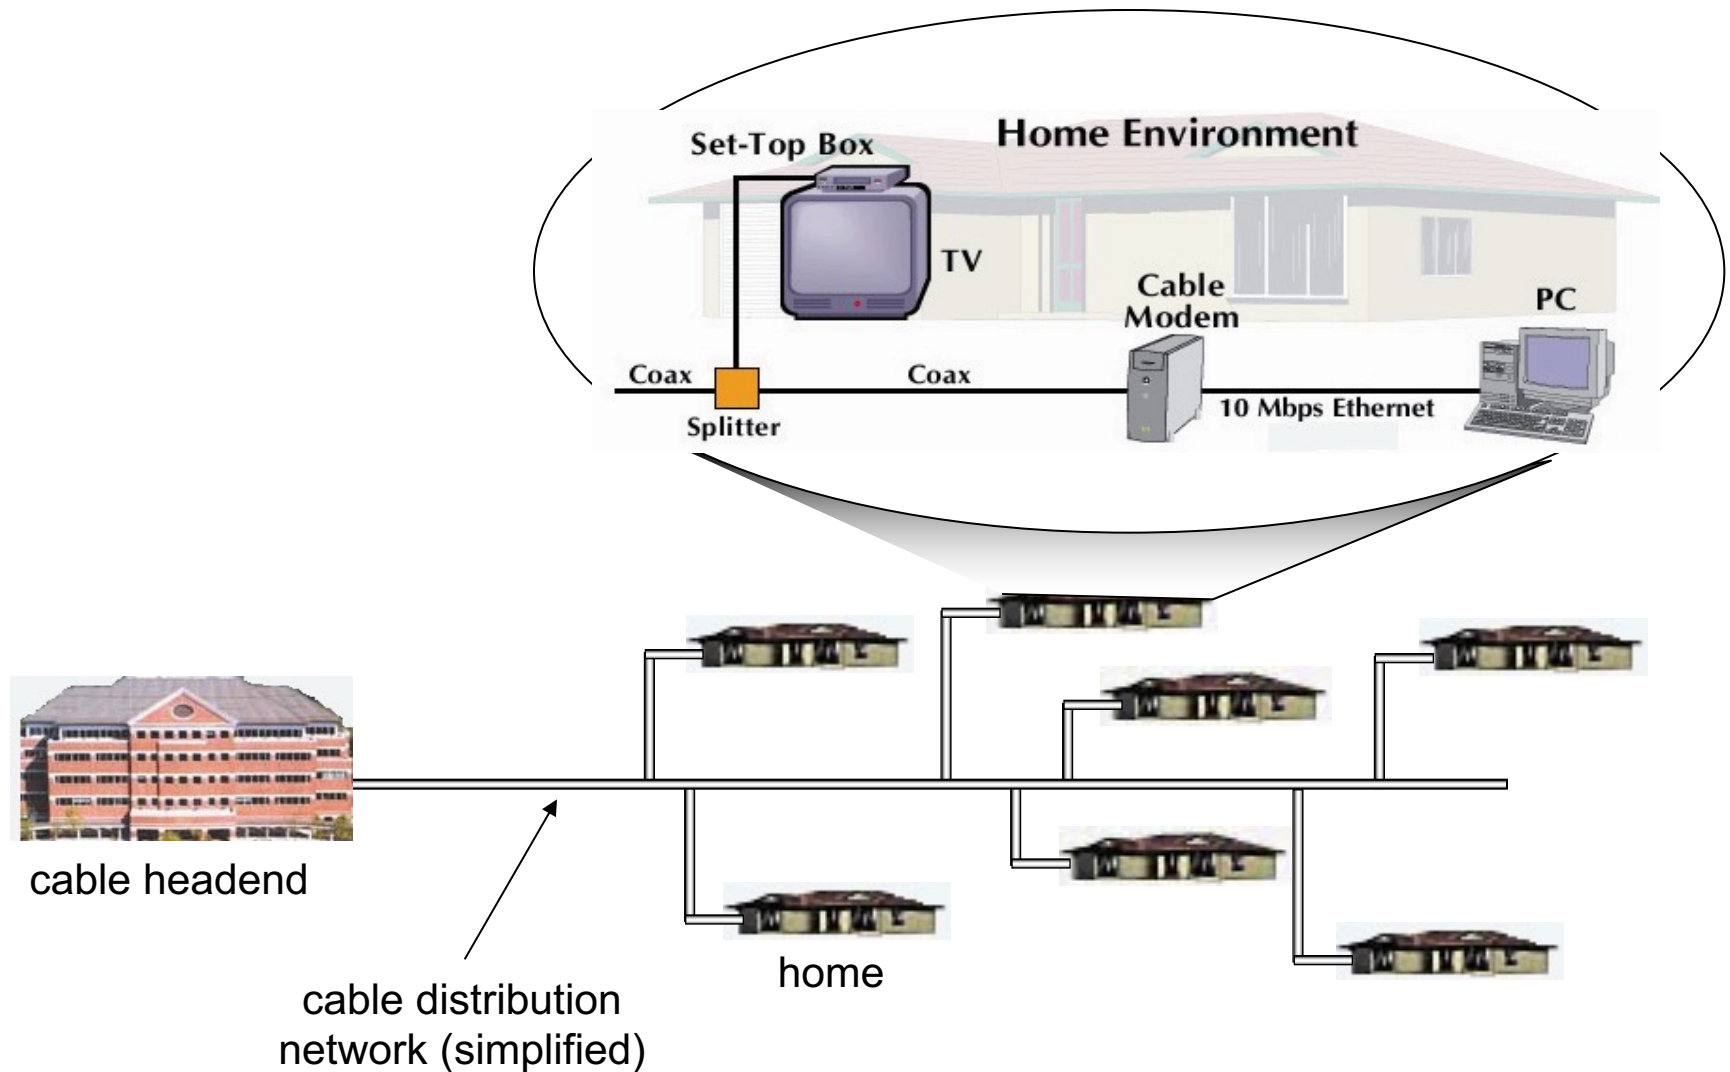 Home Environment
Set-Top Box
TV
Cable
Modem
PC
Coax
Coax
10 Mbps Ethernet
Splitter
cable headend
home
cable distribution
network (simplified)